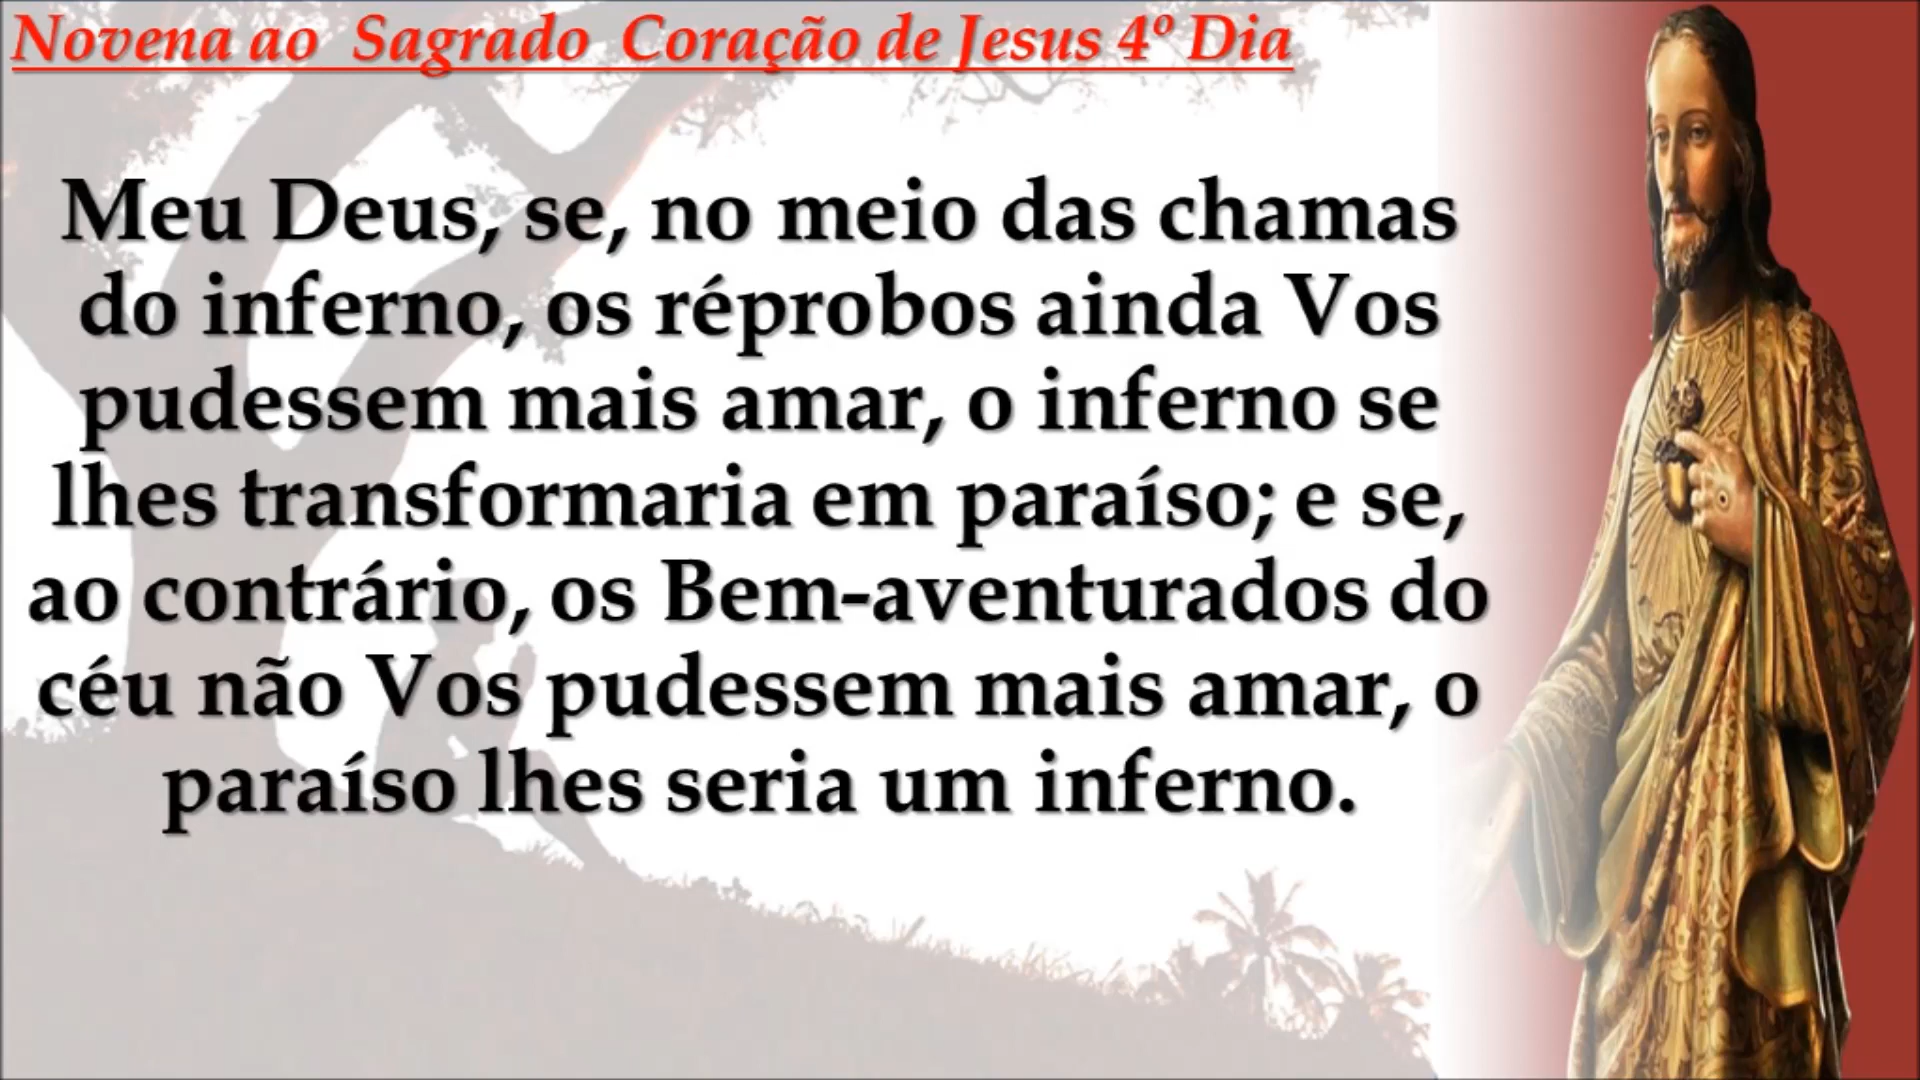 Novena ao Sagrado Coração de Jesus 4º Dia
Meu Deus, se, no meio das chamas
do inferno, os réprobos ainda Vos
pudessem mais amar, o inferno se
lhes transformaria em paraíso; e se,
ao contrário, os Bem-aventurados do
céu não Vos pudessem mais amar, o
paraíso lhes seria um inferno.